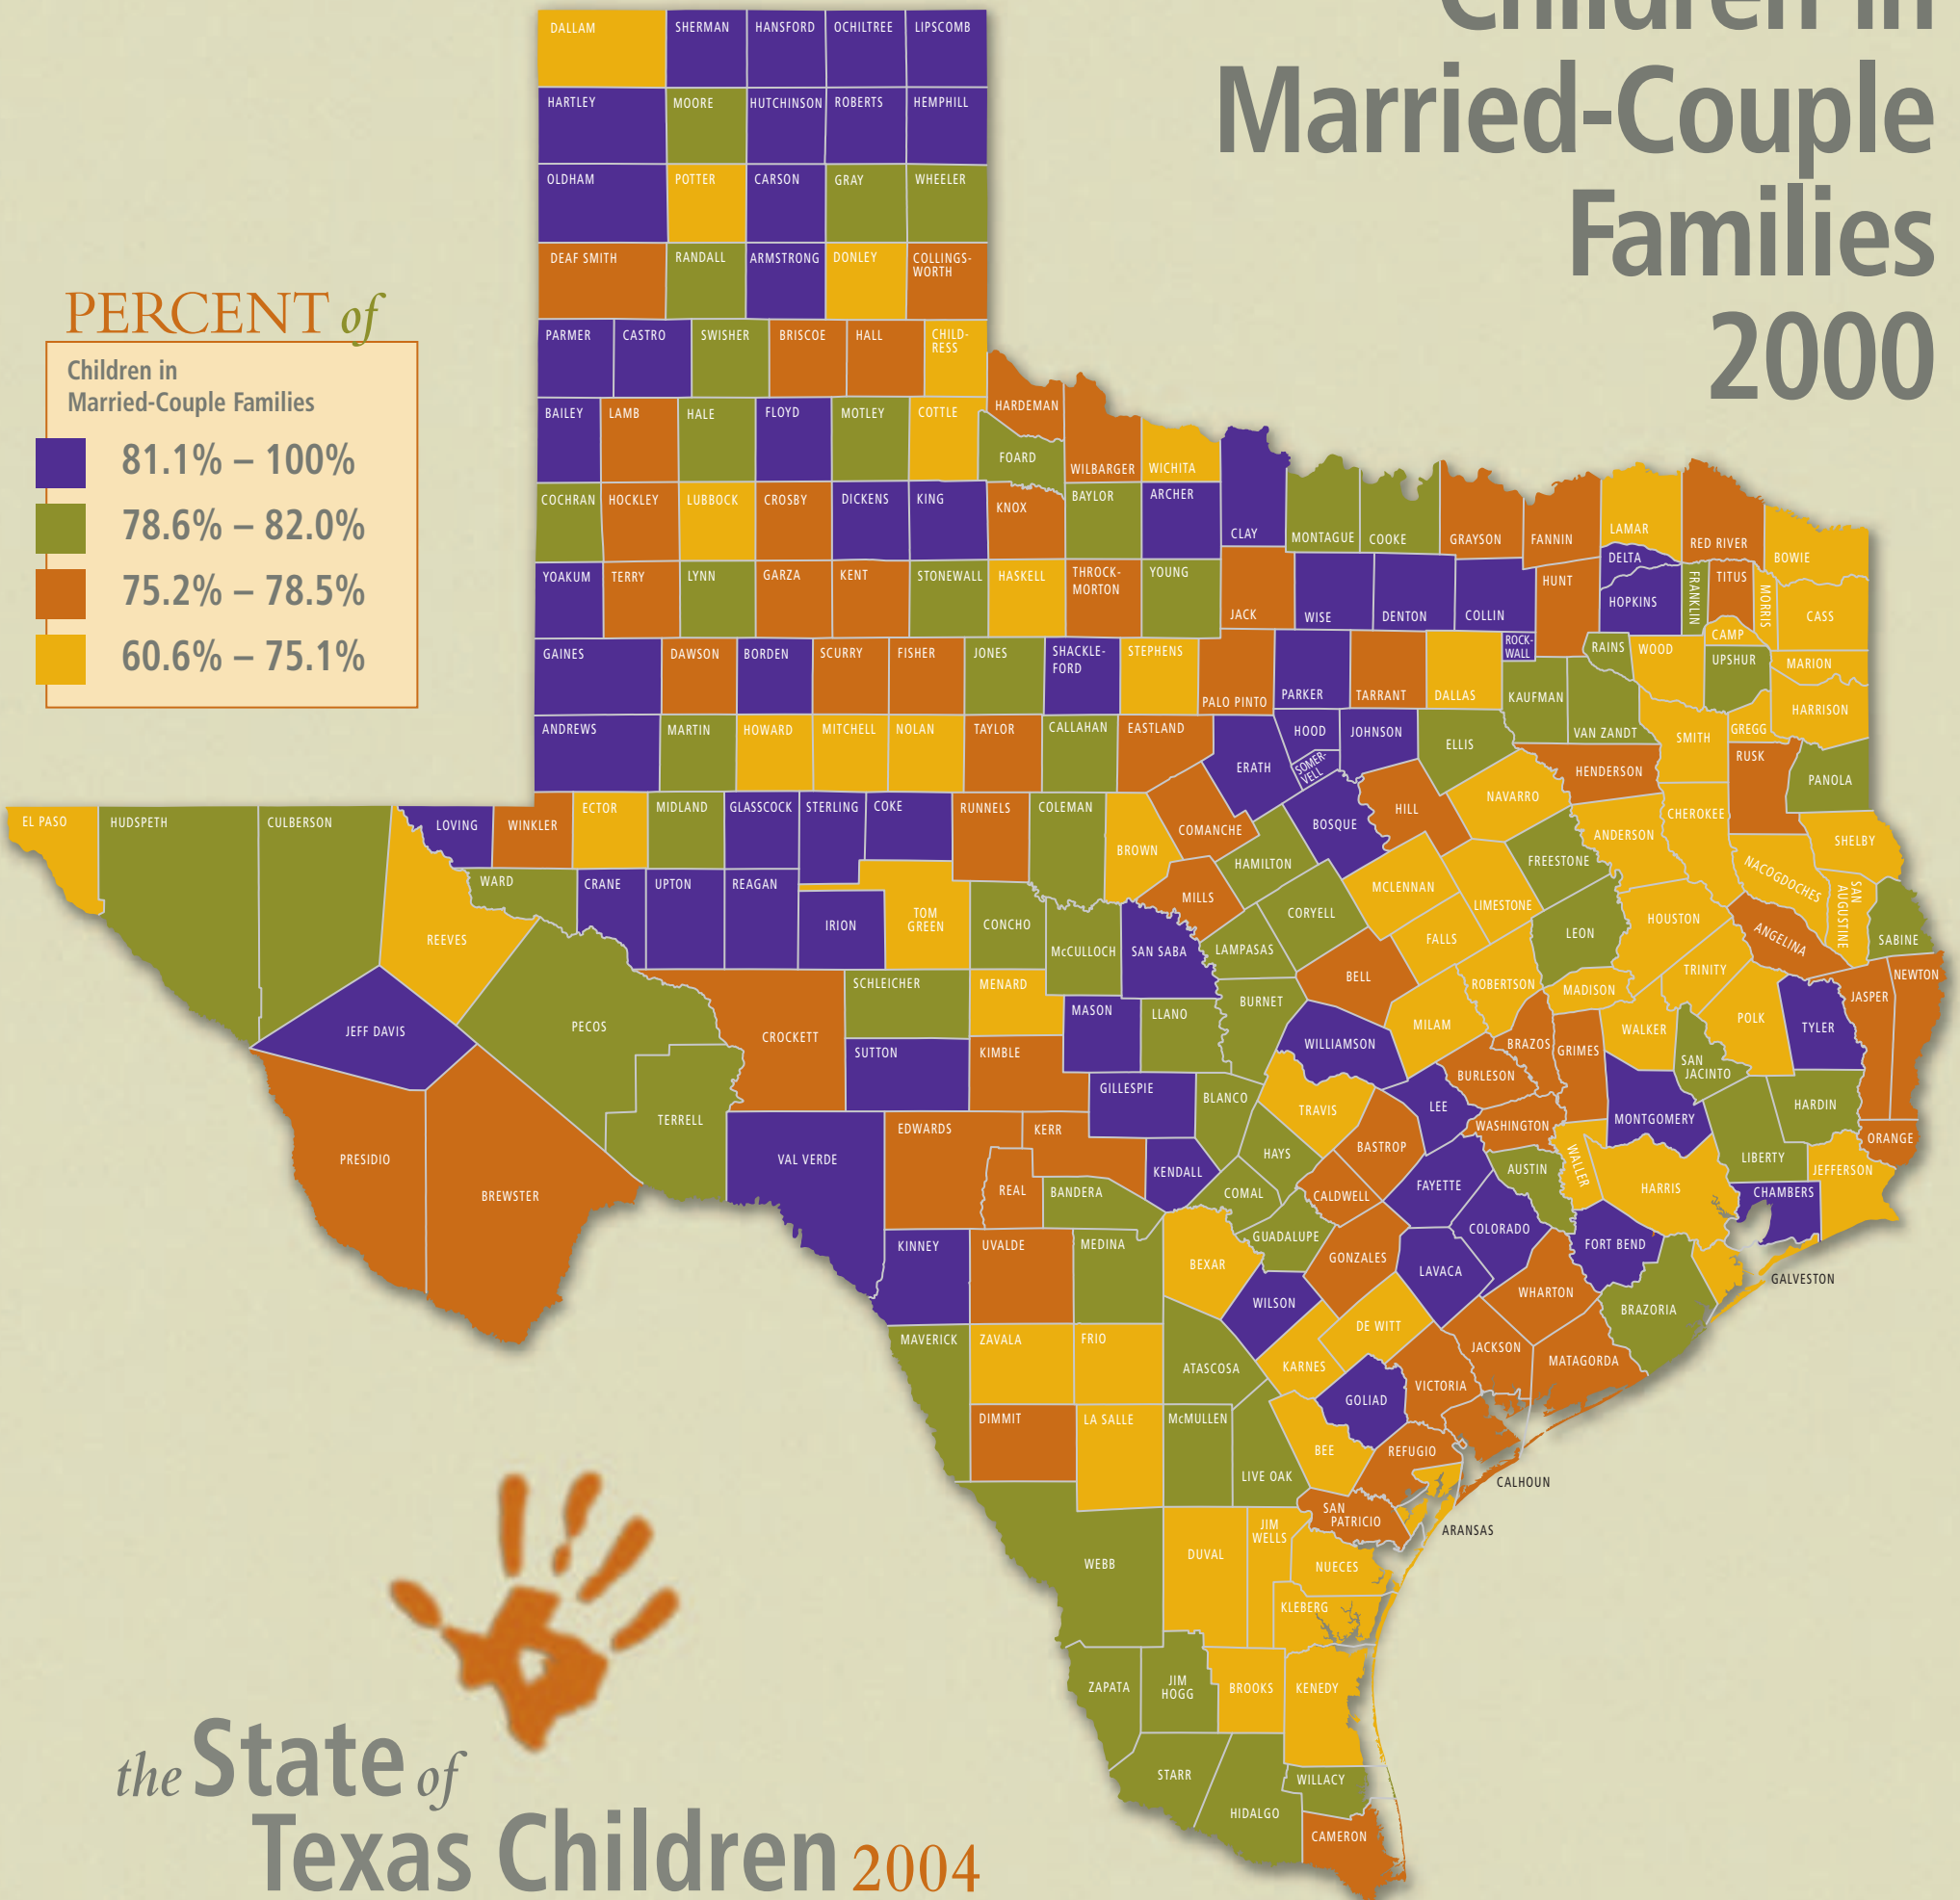 Children in
Married-Couple
Families
2000
PERCENT of
Children in
Married-Couple Families
81.1% – 100%
78.6% – 82.0%
75.2% – 78.5%
60.6% – 75.1%
DALLAM SHERMAN HANSFORD OCHILTREE LIPSCOMB
HARTLEY MOORE HUTCHINSON ROBERTS HEMPHILL
OLDHAM POTTER CARSON GRAY WHEELER
DEAF SMITH RANDALL ARMSTRONG DONLEY COLLINGS-
WORTH
PARMER CASTRO SWISHER BRISCOE HALL CHILD-
RESS
BAILEY LAMB HALE FLOYD MOTLEY COTTLE HARDEMAN
FOARD WILBARGER WICHITA
COCHRAN HOCKLEY LUBBOCK CROSBY DICKENS KING KNOX BAYLOR ARCHER CLAY MONTAGUE COOKE GRAYSON FANNIN LAMAR RED RIVER BOWIE
DELTA
YOAKUM TERRY LYNN GARZA KENT STONEWALL HASKELL THROCK-
MORTON YOUNG JACK WISE DENTON COLLIN HUNT HOPKINS FRANKLIN TITUS MORRIS CASS
CAMP
ROCK-
WALL
GAINES DAWSON BORDEN SCURRY FISHER JONES SHACKLE-
FORD STEPHENS PALO PINTO PARKER TARRANT DALLAS KAUFMAN RAINS WOOD UPSHUR MARION
VAN ZANDT HARRISON
ANDREWS MARTIN HOWARD MITCHELL NOLAN TAYLOR CALLAHAN EASTLAND ERATH HOOD JOHNSON ELLIS SMITH GREGG
SOMER-
VELL
HENDERSON RUSK PANOLA
EL PASO HUDSPETH CULBERSON LOVING WINKLER ECTOR MIDLAND GLASSCOCK STERLING COKE RUNNELS COLEMAN BROWN COMANCHE BOSQUE HILL NAVARRO ANDERSON CHEROKEE SHELBY
HAMILTON FREESTONE NACOGDOCHES
REEVES WARD CRANE UPTON REAGAN IRION TOM
GREEN CONCHO McCULLOCH SAN SABA MILLS LAMPASAS CORYELL MCLENNAN LIMESTONE FALLS LEON HOUSTON ANGELINA SAN
AUGUSTINE SABINE
JEFF DAVIS PECOS CROCKETT SCHLEICHER MENARD MASON LLANO BURNET BELL MILAM ROBERTSON MADISON TRINITY POLK TYLER JASPER NEWTON
SUTTON KIMBLE WILLIAMSON BRAZOS GRIMES WALKER SAN
JACINTO
TERRELL GILLESPIE BLANCO TRAVIS LEE BURLESON WASHINGTON MONTGOMERY HARDIN
PRESIDIO BREWSTER VAL VERDE EDWARDS KERR KENDALL HAYS BASTROP WALLER LIBERTY ORANGE
REAL BANDERA COMAL CALDWELL FAYETTE AUSTIN HARRIS JEFFERSON
CHAMBERS
KINNEY UVALDE MEDINA BEXAR GUADALUPE GONZALES LAVACA COLORADO FORT BEND
GALVESTON
WILSON WHARTON BRAZORIA
MAVERICK ZAVALA FRIO ATASCOSA KARNES DE WITT JACKSON MATAGORDA
DIMMIT LA SALLE McMULLEN LIVE OAK BEE GOLIAD VICTORIA REFUGIO
CALHOUN
ARANSAS
SAN
PATRICIO
WEBB DUVAL JIM
WELLS NUECES
KLEBERG
ZAPATA JIM
HOGG BROOKS KENEDY
STARR HIDALGO WILLACY
CAMERON
the State of
Texas Children 2004